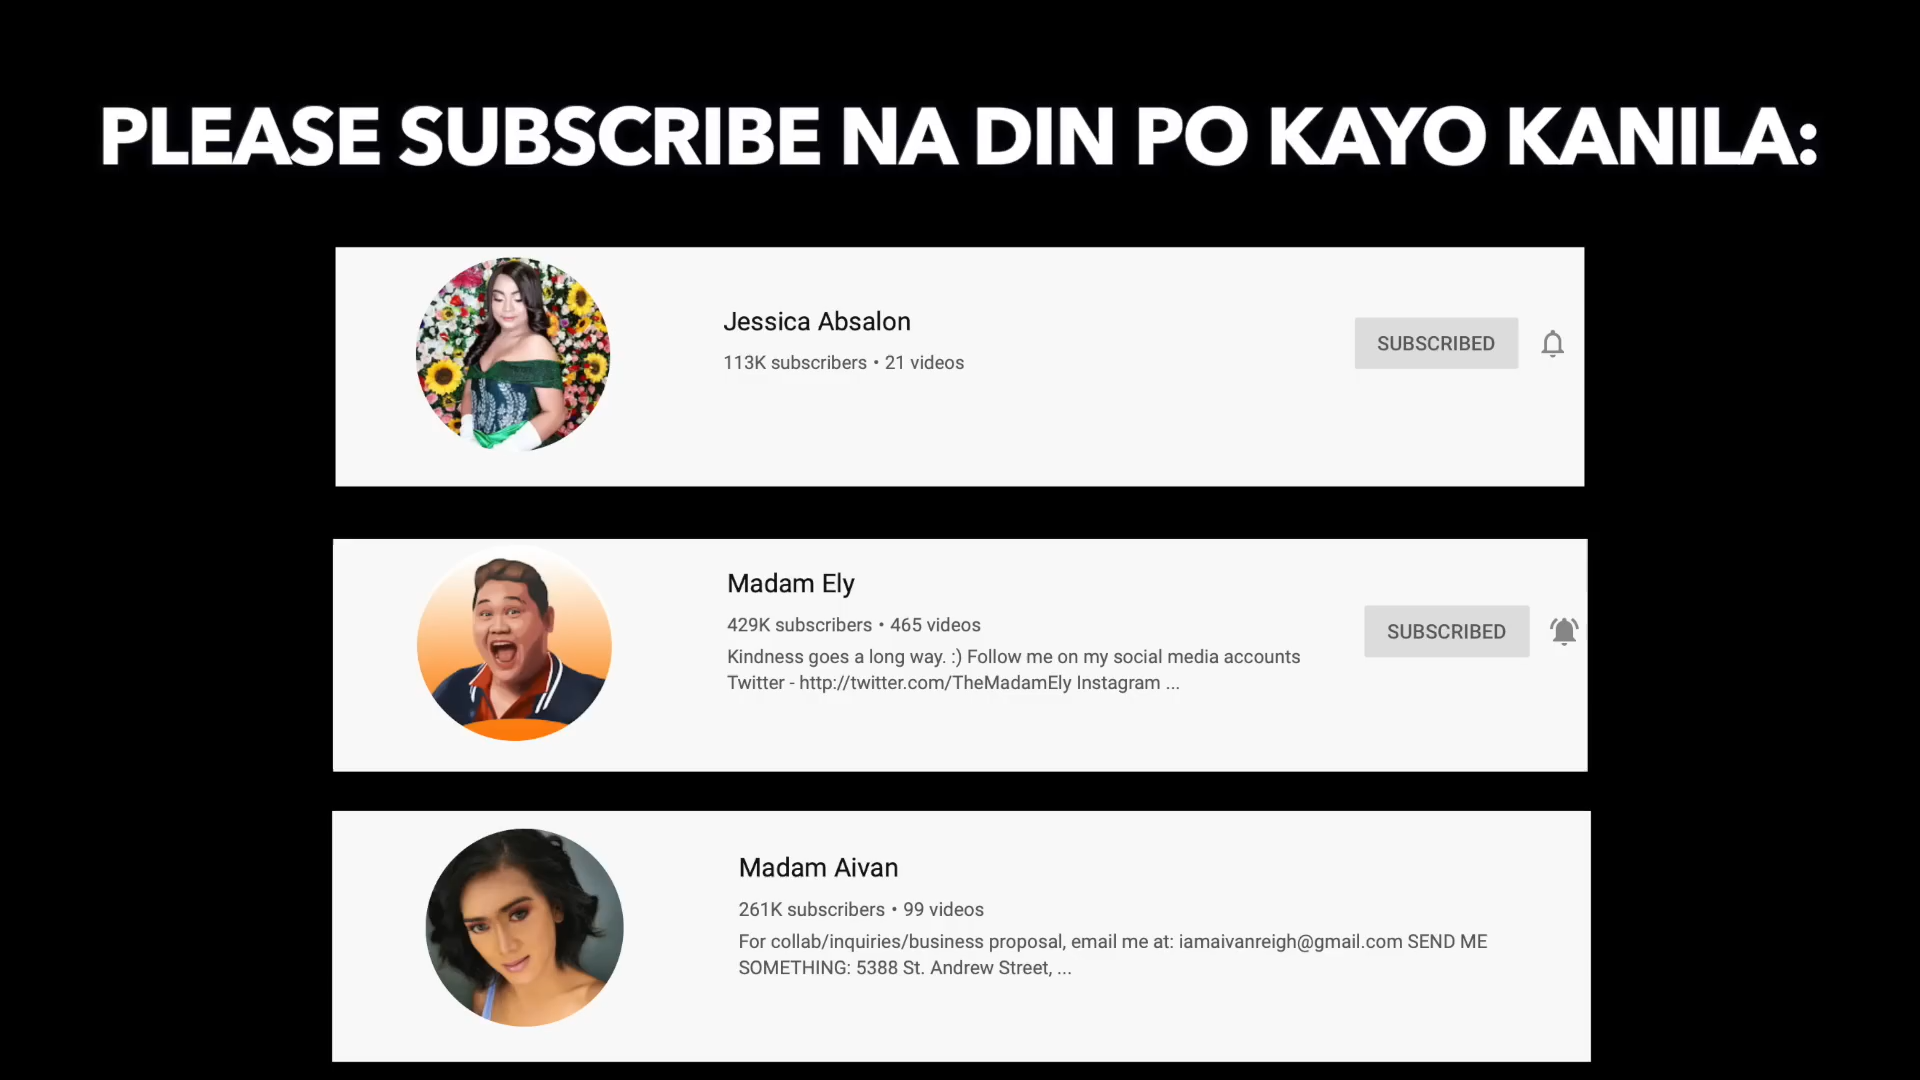 PLEASE SUBSCRIBE NA DIN PO KAYO KANILA:
Jessica Absalon
113K subscribers • 21 videos
SUBSCRIBED
Madam Ely
429K subscribers • 465 videos
Kindness goes a long way. :) Follow me on my social media accounts
Twitter - http://twitter.com/TheMadamEly Instagram ...
SUBSCRIBED
Madam Aivan
261K subscribers • 99 videos
For collab/inquiries/business proposal, email me at: iamaivanreigh@gmail.com SEND ME
SOMETHING: 5388 St. Andrew Street, ...